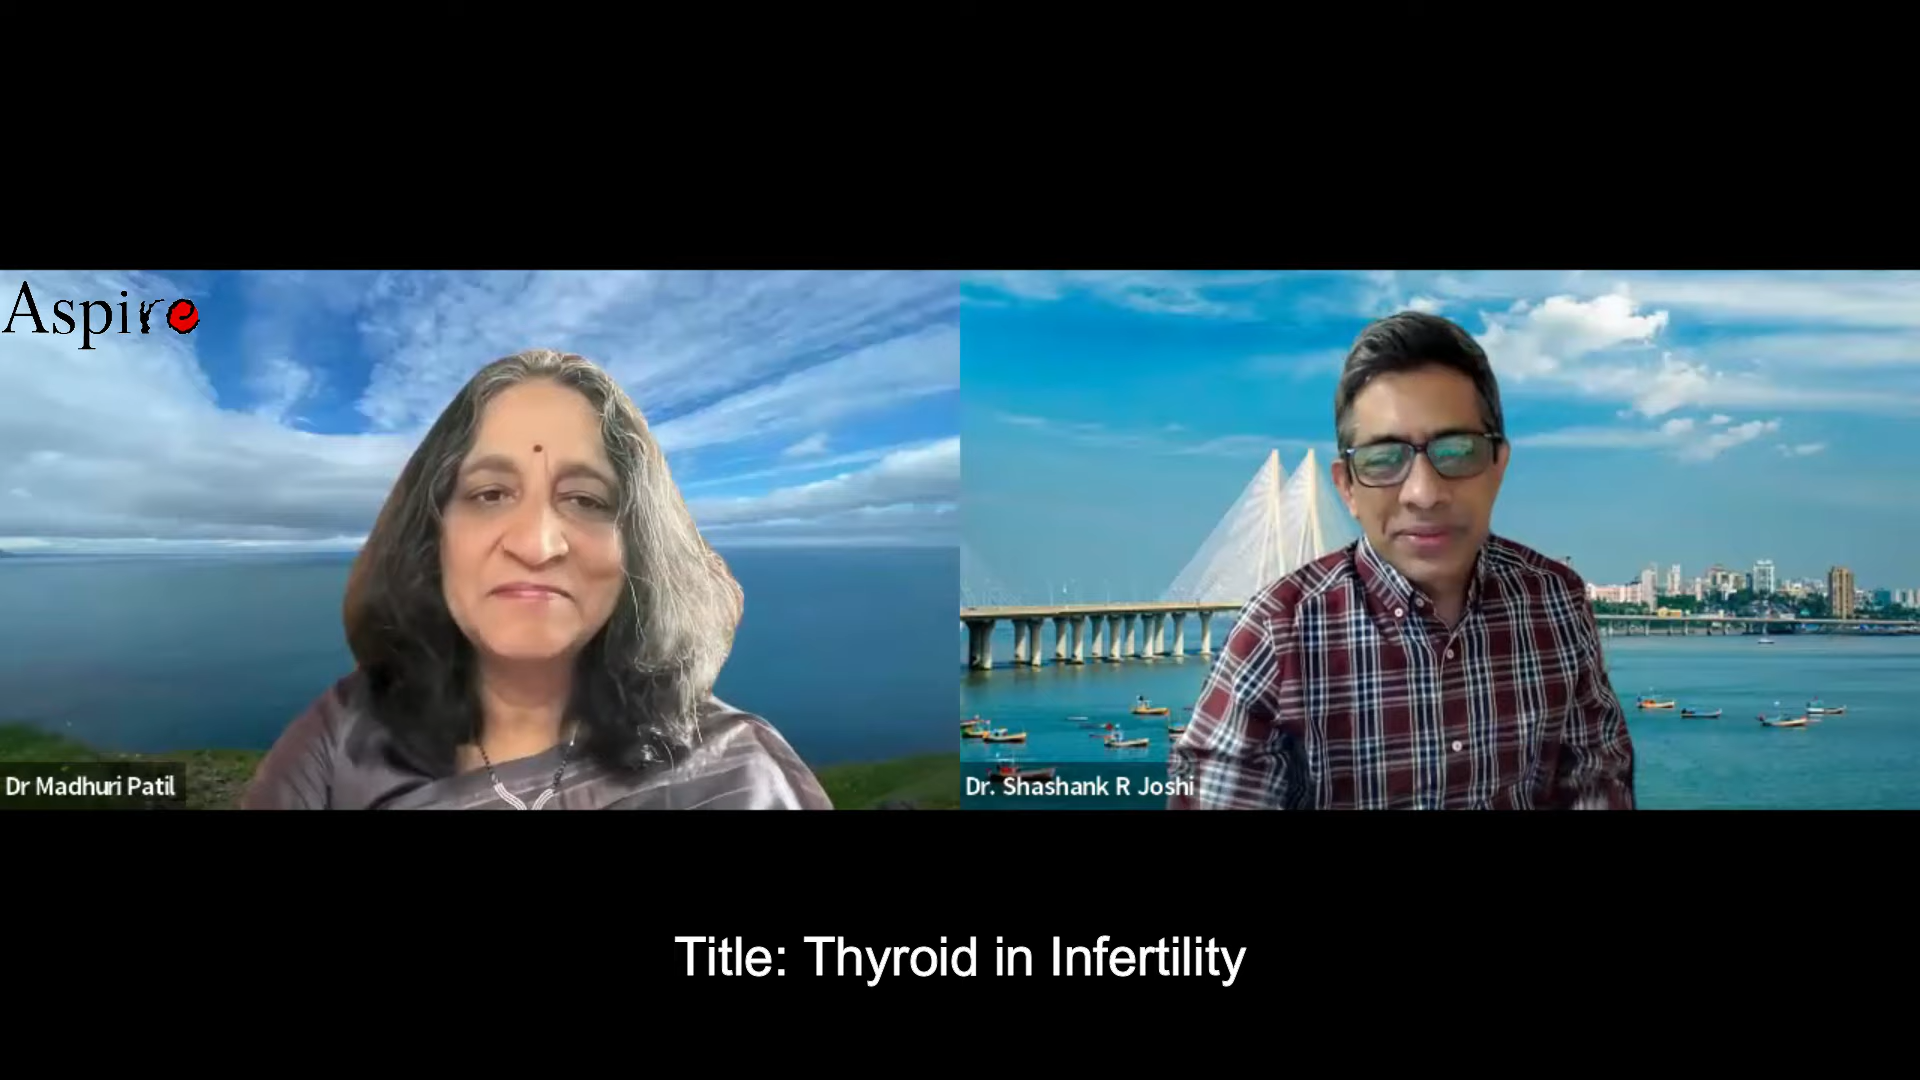 Aspire
Dr Madhuri Patil
Dr. Shashank R Joshi
Title: Thyroid in Infertility